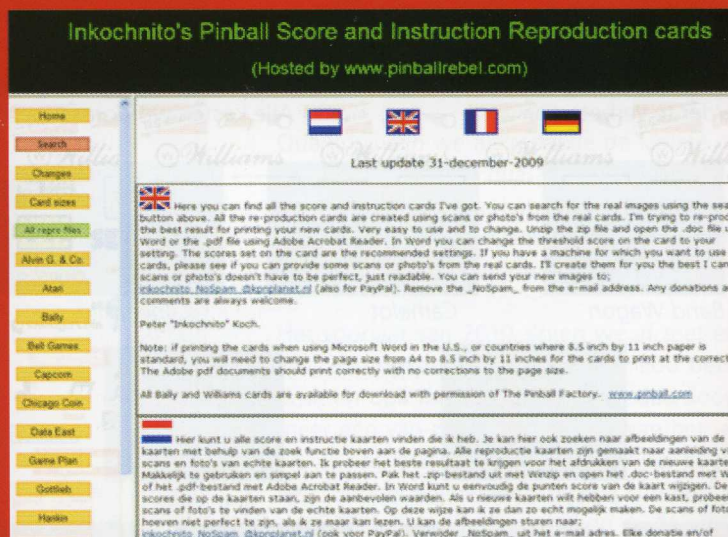 Inkochnito's Pinball Score and Instruction Reproduction cards
(Hosted by www.pinballrebel.com)
Home
Search
Changes
Card sizes
All repro files
Alvin G. & Co.
Atari
Bally
Bell Games
Capcom
Chicago Coin
Data East
Game Plan
Gottlieb
Hankin
Last update 31-december-2009
Here you can find all the score and instruction cards I've got. You can search for the real images using the sea
button above. All the re-production cards are created using scans or photo's from the real cards. I'm trying to re-prod
the best result for printing your new cards. Very easy to use and to change. Unzip the zip file and open the .doc file u
Word or the .pdf file using Adobe Acrobat Reader. In Word you can change the threshold score on the card to your
setting. The scores set on the card are the recommended settings. If you have a machine for which you want to use
cards, please see if you can provide some scans or photo's from the real cards. I'll create them for you the best I can
scans or photo's doesn't have to be perfect, just readable. You can send your new images to;
inkochnito_NoSpam_@kpnplanet.nl (also for PayPal). Remove the _NoSpam_ from the e-mail address. Any donations a
comments are always welcome.
Peter "Inkochnito" Koch.
Note: if printing the cards when using Microsoft Word in the U.S., or countries where 8.5 inch by 11 inch paper is
standard, you will need to change the page size from A4 to 8.5 inch by 11 inches for the cards to print at the correct
The Adobe pdf documents should print correctly with no corrections to the page size.
All Bally and Williams cards are available for download with permission of The Pinball Factory. www.pinball.com
Hier kunt u alle score en instructie kaarten vinden die ik heb. Je kan hier ook zoeken naar afbeeldingen van de
kaarten met behulp van de zoek functie boven aan de pagina. Alle reproductie kaarten zijn gemaakt naar aanleiding v
scans en foto's van echte kaarten. Ik probeer het beste resultaat te krijgen voor het afdrukken van de nieuwe kaarte
Makkelijk te gebruiken en simpel aan te passen. Pak het .zip-bestand uit met Winzip en open het .doc-bestand met W
of het .pdf-bestand met Adobe Acrobat Reader. In Word kunt u eenvoudig de punten score van de kaart wijzigen. De
scores die op de kaarten staan, zijn de aanbevolen waarden. Als u nieuwe kaarten wilt hebben voor een kast, probee
scans of foto's te vinden van de echte kaarten. Op deze wijze kan ik ze dan zo echt mogelijk maken. De scans of foto
hoeven niet perfect te zijn, als ik ze maar kan lezen. U kan de afbeeldingen sturen naar;
inkochnito_NoSpam_@kpnplanet.nl (ook voor PayPal). Verwijder _NoSpam_ uit het e-mail adres. Elke donatie en/of